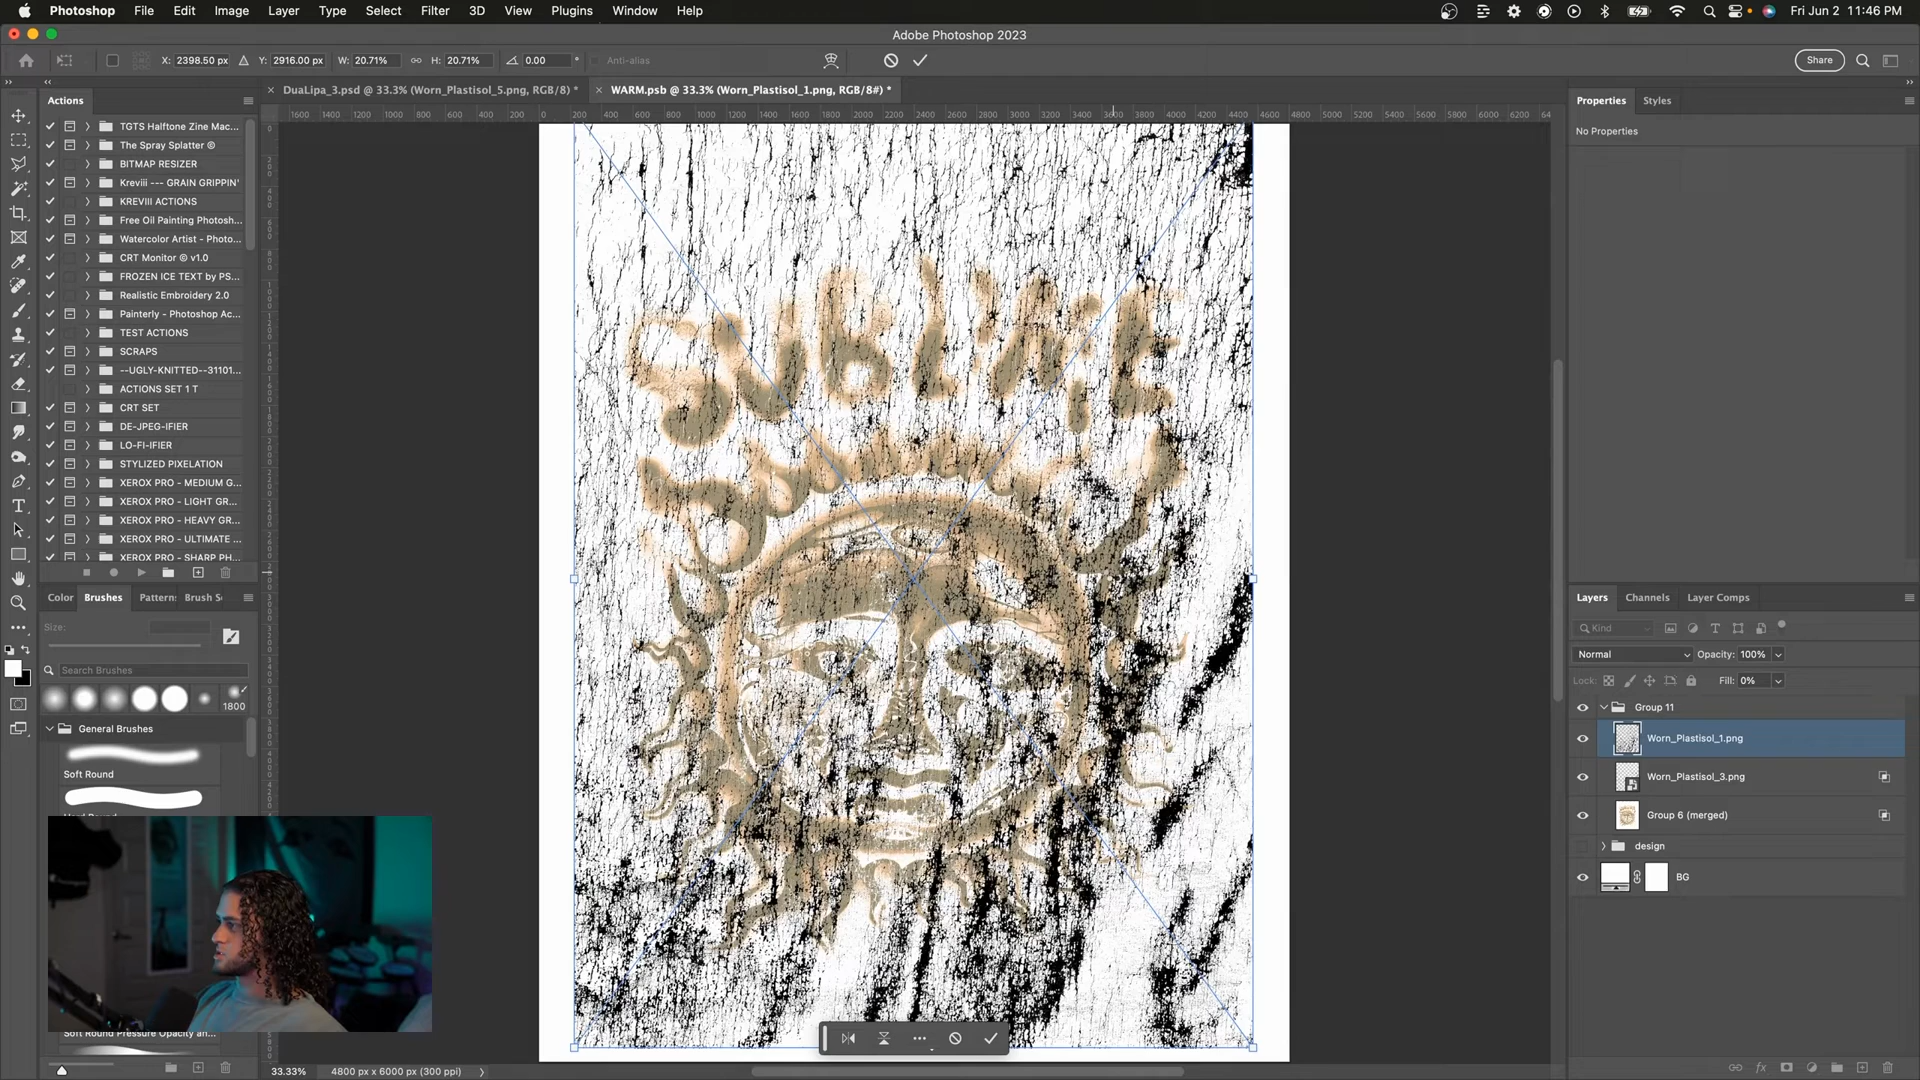 Photoshop File Edit Image Layer Type Select Filter 3D View Plugins Window Help Fri Jun 2 11:46 PM
Adobe Photoshop 2023
X: 2398.50 px Y: 2916.00 px W: 20.71% H: 20.71% 0.00 ° Anti-alias Share
DuaLipa_3.psd @ 33.3% (Worn_Plastisol_5.png, RGB/8) * WARM.psb @ 33.3% (Worn_Plastisol_1.png, RGB/8#) *
Actions
TGTS Halftone Zine Mac...
The Spray Splatter ©
BITMAP RESIZER
Kreviii --- GRAIN GRIPPIN'
KREVIII ACTIONS
Free Oil Painting Photosh...
Watercolor Artist - Photo...
CRT Monitor © v1.0
FROZEN ICE TEXT by PS...
Realistic Embroidery 2.0
Painterly - Photoshop Ac...
TEST ACTIONS
SCRAPS
--UGLY-KNITTED--31101...
ACTIONS SET 1 T
CRT SET
DE-JPEG-IFIER
LO-FI-IFIER
STYLIZED PIXELATION
XEROX PRO - MEDIUM G...
XEROX PRO - LIGHT GR...
XEROX PRO - HEAVY GR...
XEROX PRO - ULTIMATE ...
XEROX PRO - SHARP PH...
Color Brushes Pattern: Brush S
Size:
Search Brushes
1800
General Brushes
Soft Round
Soft Round Pressure Opacity an...
SUBLIME
33.33% 4800 px x 6000 px (300 ppi)
Properties Styles
No Properties
Layers Channels Layer Comps
Kind
Normal Opacity: 100%
Lock: Fill: 0%
Group 11
Worn_Plastisol_1.png
Worn_Plastisol_3.png
Group 6 (merged)
design
BG